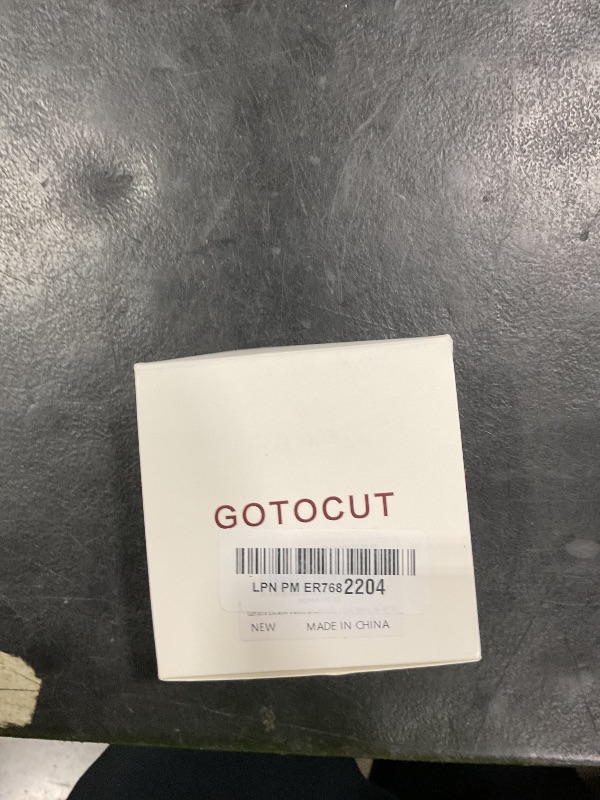 GOTOCUT
LPN PM ER7682204
NEW MADE IN CHINA